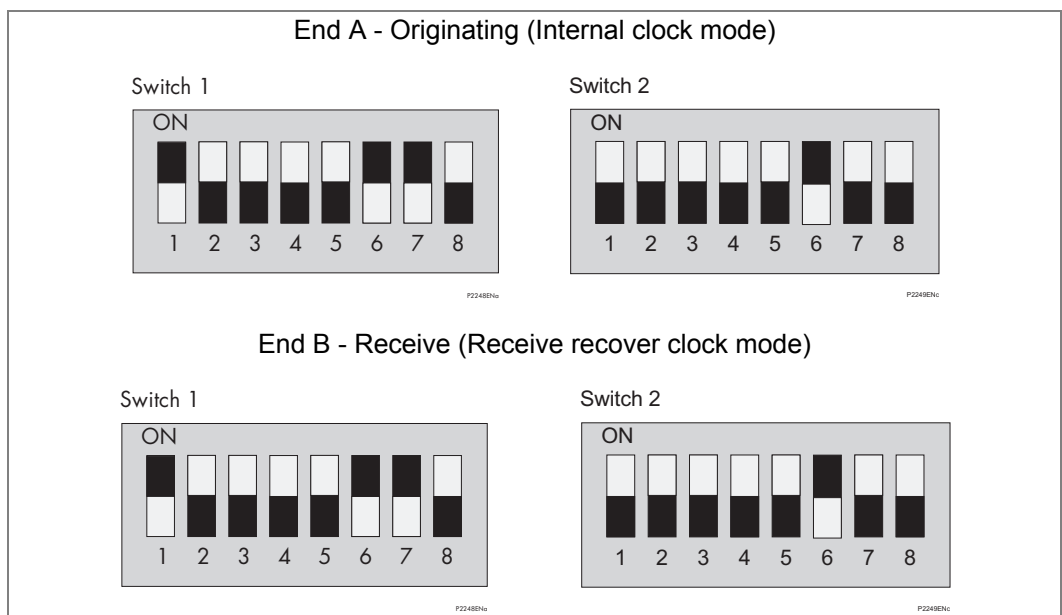 End A - Originating (Internal clock mode)
Switch 1
Switch 2
ON
ON
1 2 3 4 5 6 7 8
1 2 3 4 5 6 7 8
P2248ENa
P2249ENc
End B - Receive (Receive recover clock mode)
Switch 1
Switch 2
ON
ON
1 2 3 4 5 6 7 8
1 2 3 4 5 6 7 8
P2248ENa
P2249ENc